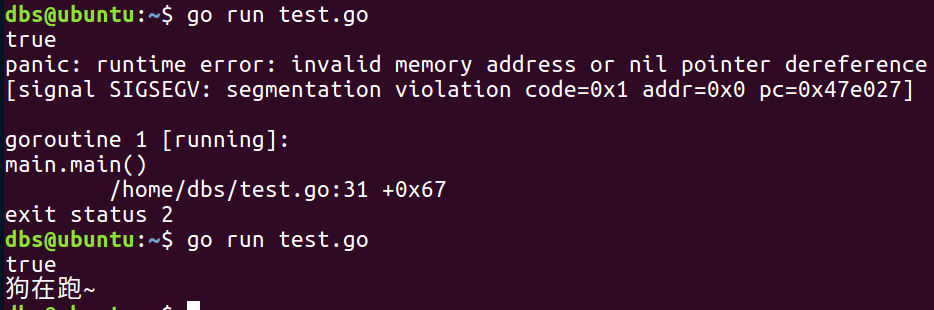 dbs@ubuntu:~$ go run test.go
true
panic: runtime error: invalid memory address or nil pointer dereference
[signal SIGSEGV: segmentation violation code=0x1 addr=0x0 pc=0x47e027]
goroutine 1 [running]:
main.main()
/home/dbs/test.go:31 +0x67
exit status 2
dbs@ubuntu:~$ go run test.go
true
狗在跑~
dbs@ubuntu:~$